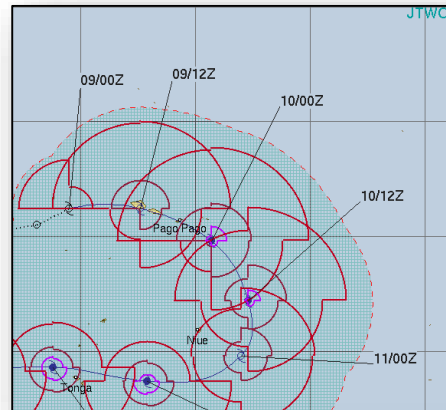 JTWC
09/00Z
09/12Z
10/00Z
10/12Z
Pago Pago
Niue
11/00Z
Tonga